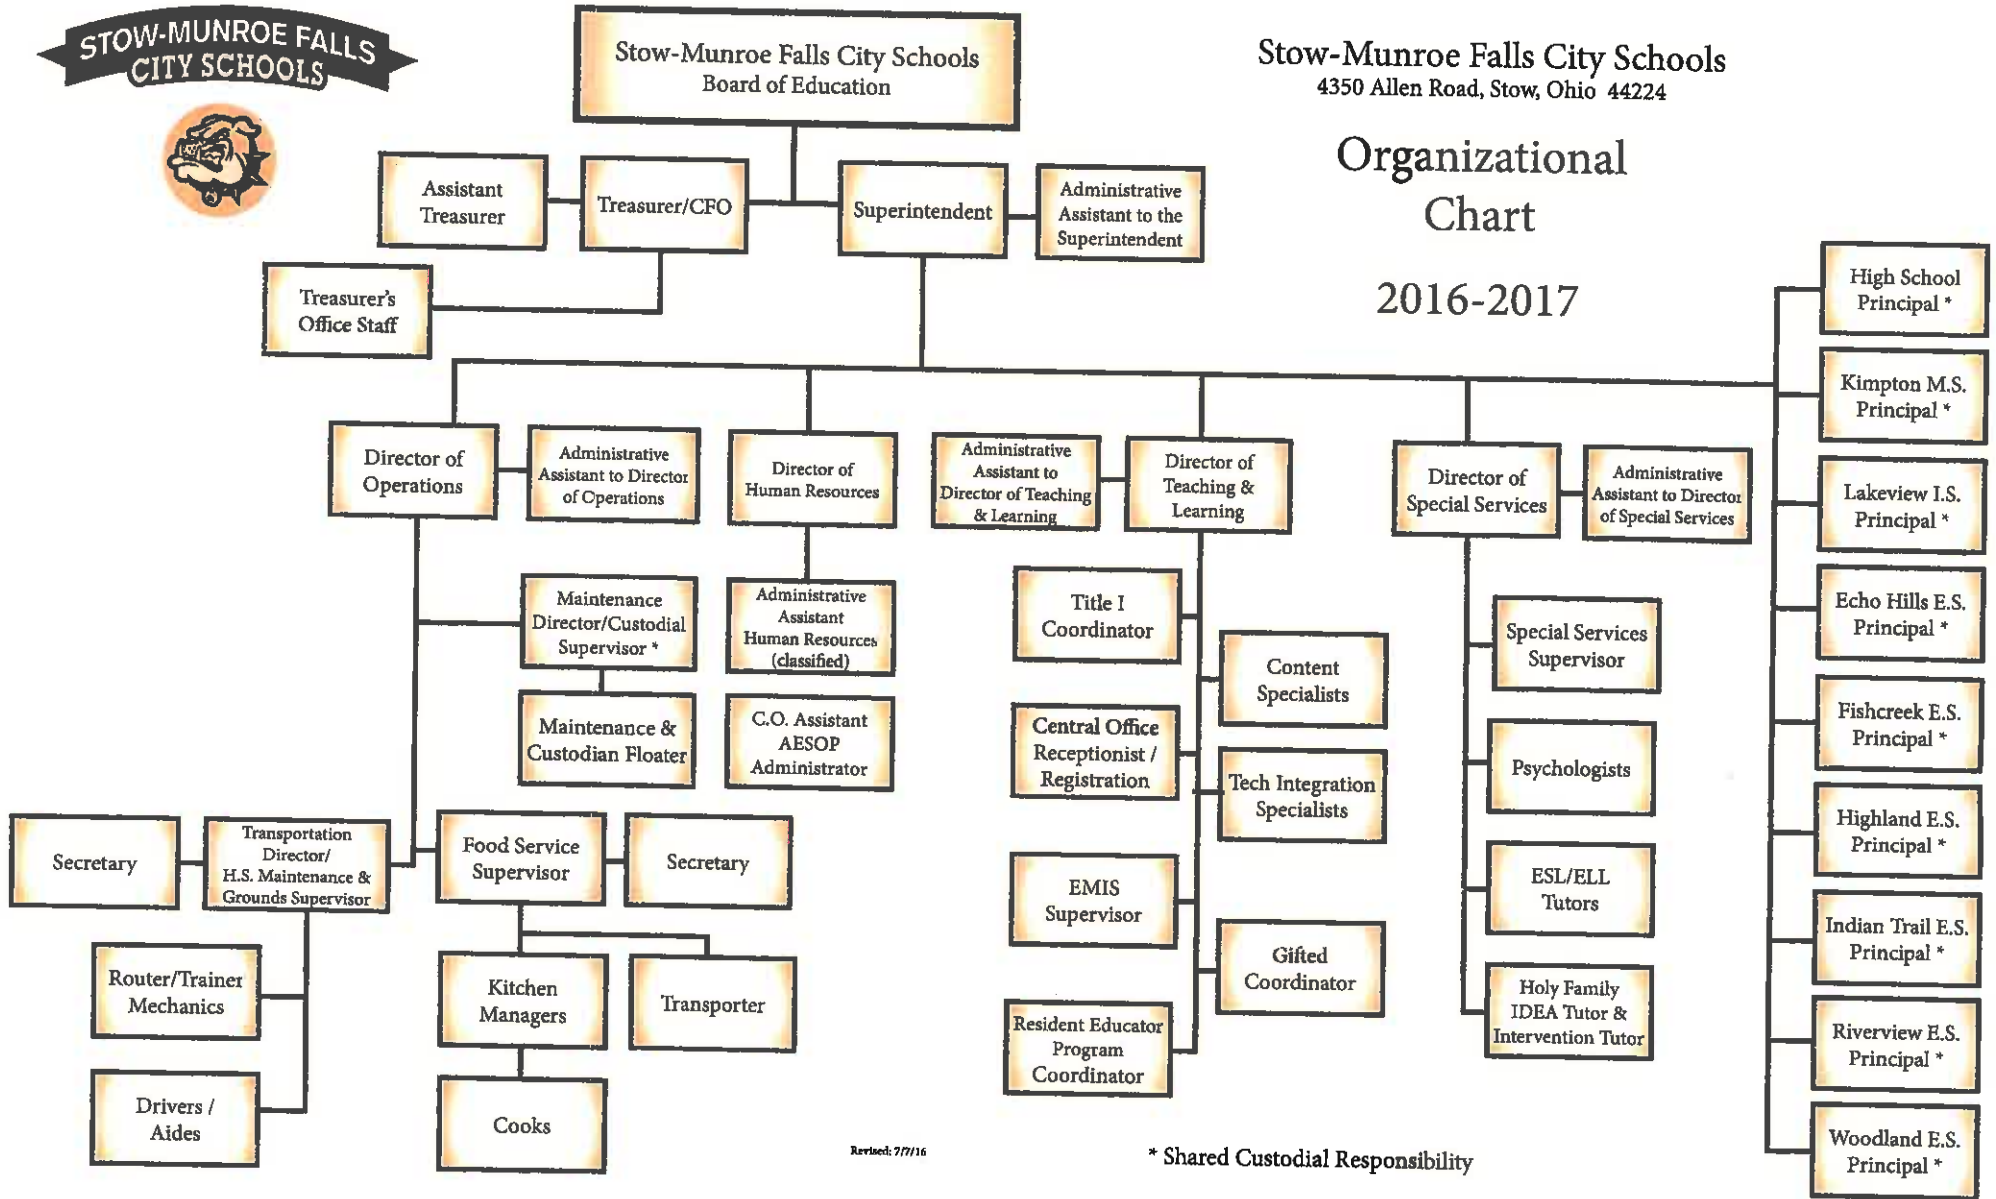 STOW-MUNROE FALLS
CITY SCHOOLS
Stow-Munroe Falls City Schools
Board of Education
Stow-Munroe Falls City Schools
4350 Allen Road, Stow, Ohio 44224
Organizational
Chart
2016-2017
Assistant
Treasurer
Treasurer/CFO
Superintendent
Administrative
Assistant to the
Superintendent
Treasurer's
Office Staff
Director of
Operations
Administrative
Assistant to Director
of Operations
Director of
Human Resources
Administrative
Assistant to
Director of Teaching
& Learning
Director of
Teaching &
Learning
Director of
Special Services
Administrative
Assistant to Director
of Special Services
Maintenance
Director/Custodial
Supervisor *
Maintenance &
Custodian Floater
Administrative
Assistant
Human Resources
(classified)
C.O. Assistant
AESOP
Administrator
Secretary
Transportation
Director/
H.S. Maintenance &
Grounds Supervisor
Food Service
Supervisor
Secretary
Router/Trainer
Mechanics
Drivers /
Aides
Kitchen
Managers
Transporter
Cooks
Title I
Coordinator
Content
Specialists
Central Office
Receptionist /
Registration
Tech Integration
Specialists
EMIS
Supervisor
Gifted
Coordinator
Resident Educator
Program
Coordinator
Special Services
Supervisor
Psychologists
ESL/ELL
Tutors
Holy Family
IDEA Tutor &
Intervention Tutor
High School
Principal *
Kimpton M.S.
Principal *
Lakeview I.S.
Principal *
Echo Hills E.S.
Principal *
Fishcreek E.S.
Principal *
Highland E.S.
Principal *
Indian Trail E.S.
Principal *
Riverview E.S.
Principal *
Woodland E.S.
Principal *
Revised: 7/7/16
* Shared Custodial Responsibility